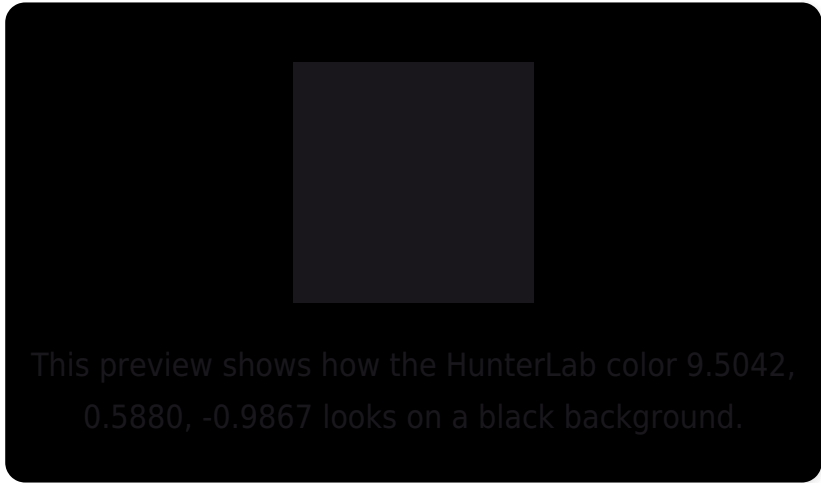 This preview shows how the HunterLab color 9.5042,
0.5880, -0.9867 looks on a black background.